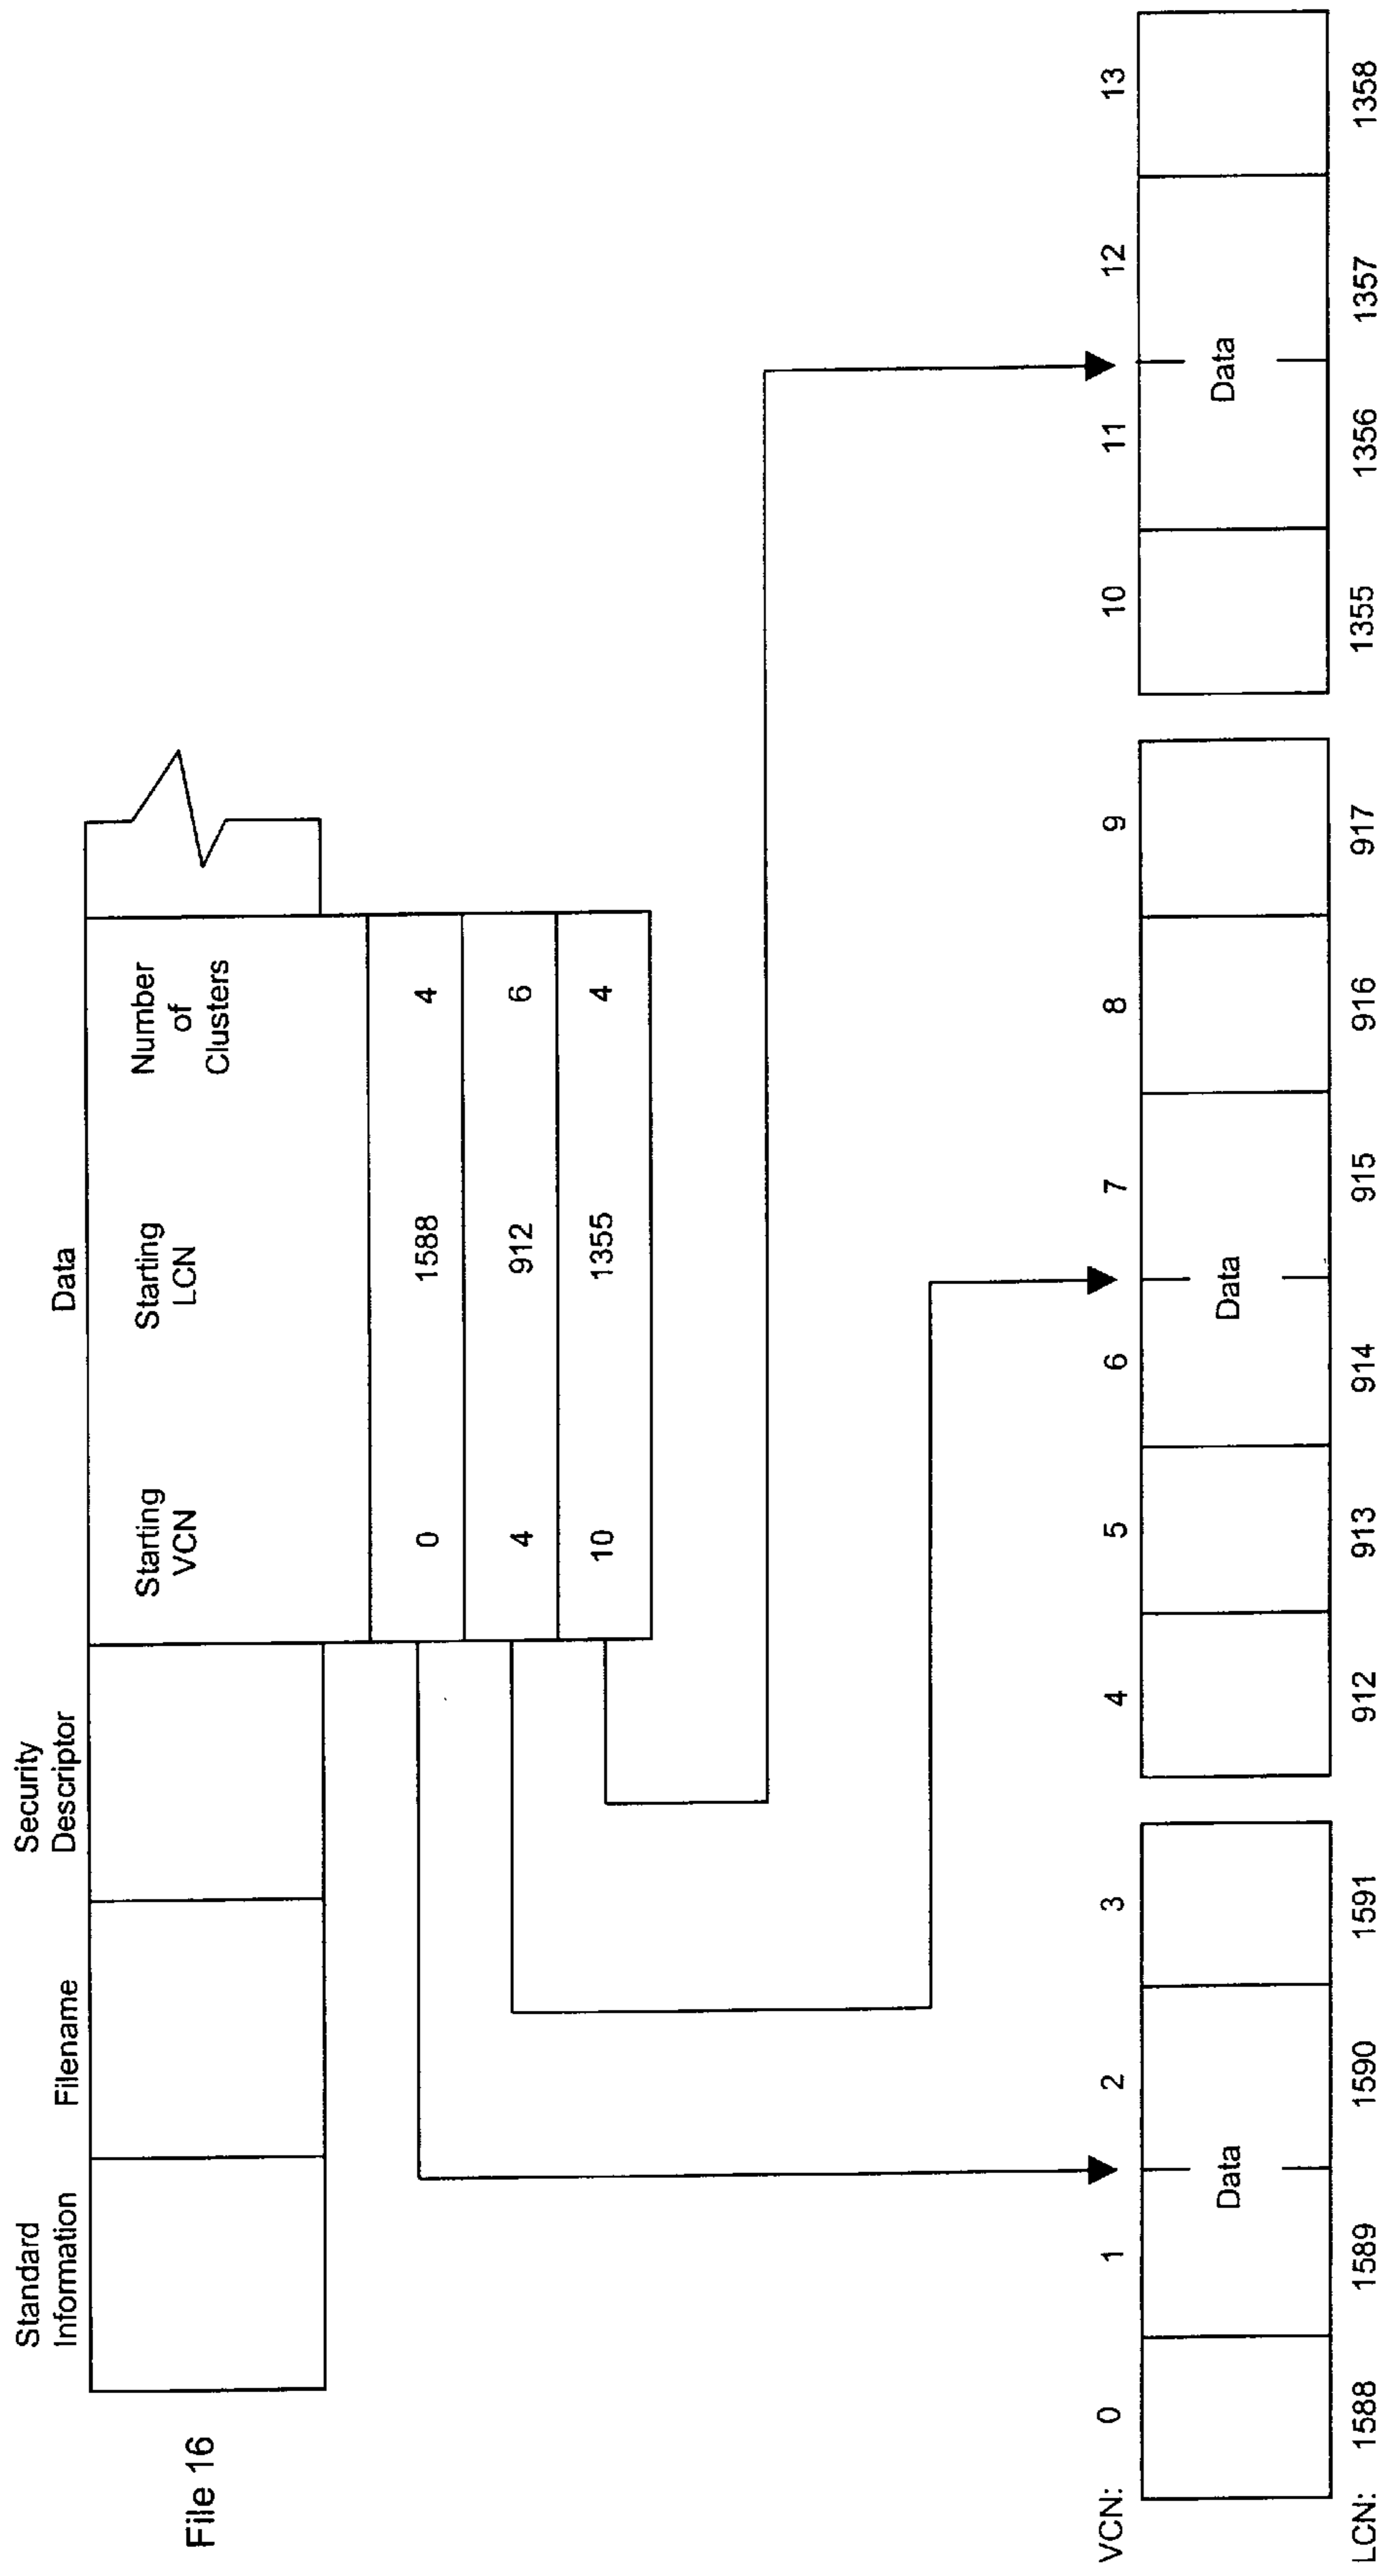 Standard
Information
Filename
Security
Descriptor
Data
File 16
Starting
VCN
Starting
LCN
Number
of
Clusters
0 1588 4
4 912 6
10 1355 4
VCN: 0 1 2 3 4 5 6 7 8 9 10 11 12 13
Data Data Data
LCN: 1588 1589 1590 1591 912 913 914 915 916 917 1355 1356 1357 1358